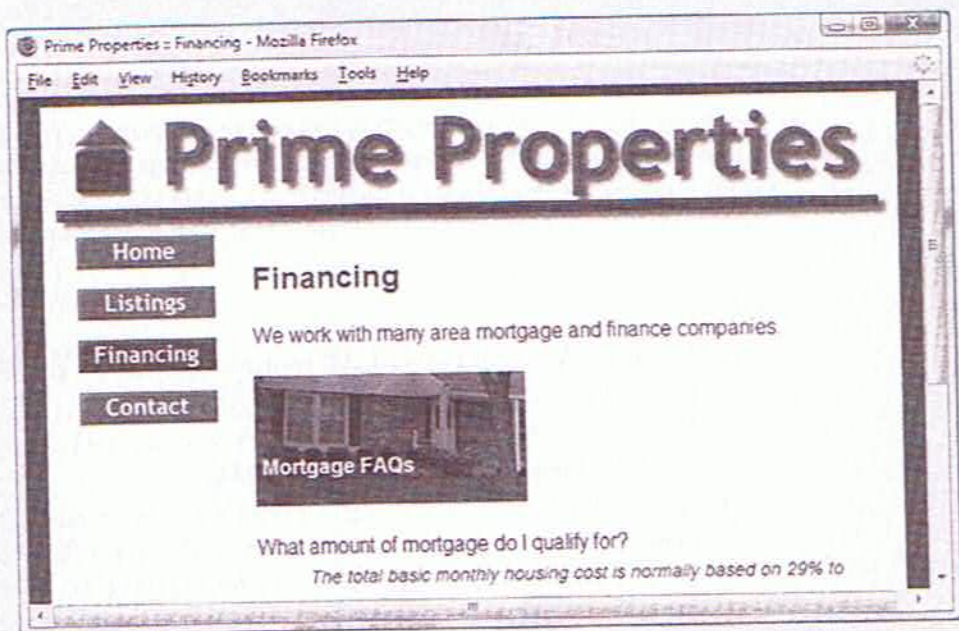 Prime Properties :: Financing - Mozilla Firefox
File Edit View History Bookmarks Tools Help
Prime Properties
Home
Listings
Financing
Contact
Financing
We work with many area mortgage and finance companies.
Mortgage FAQs
What amount of mortgage do I qualify for?
The total basic monthly housing cost is normally based on 29% to